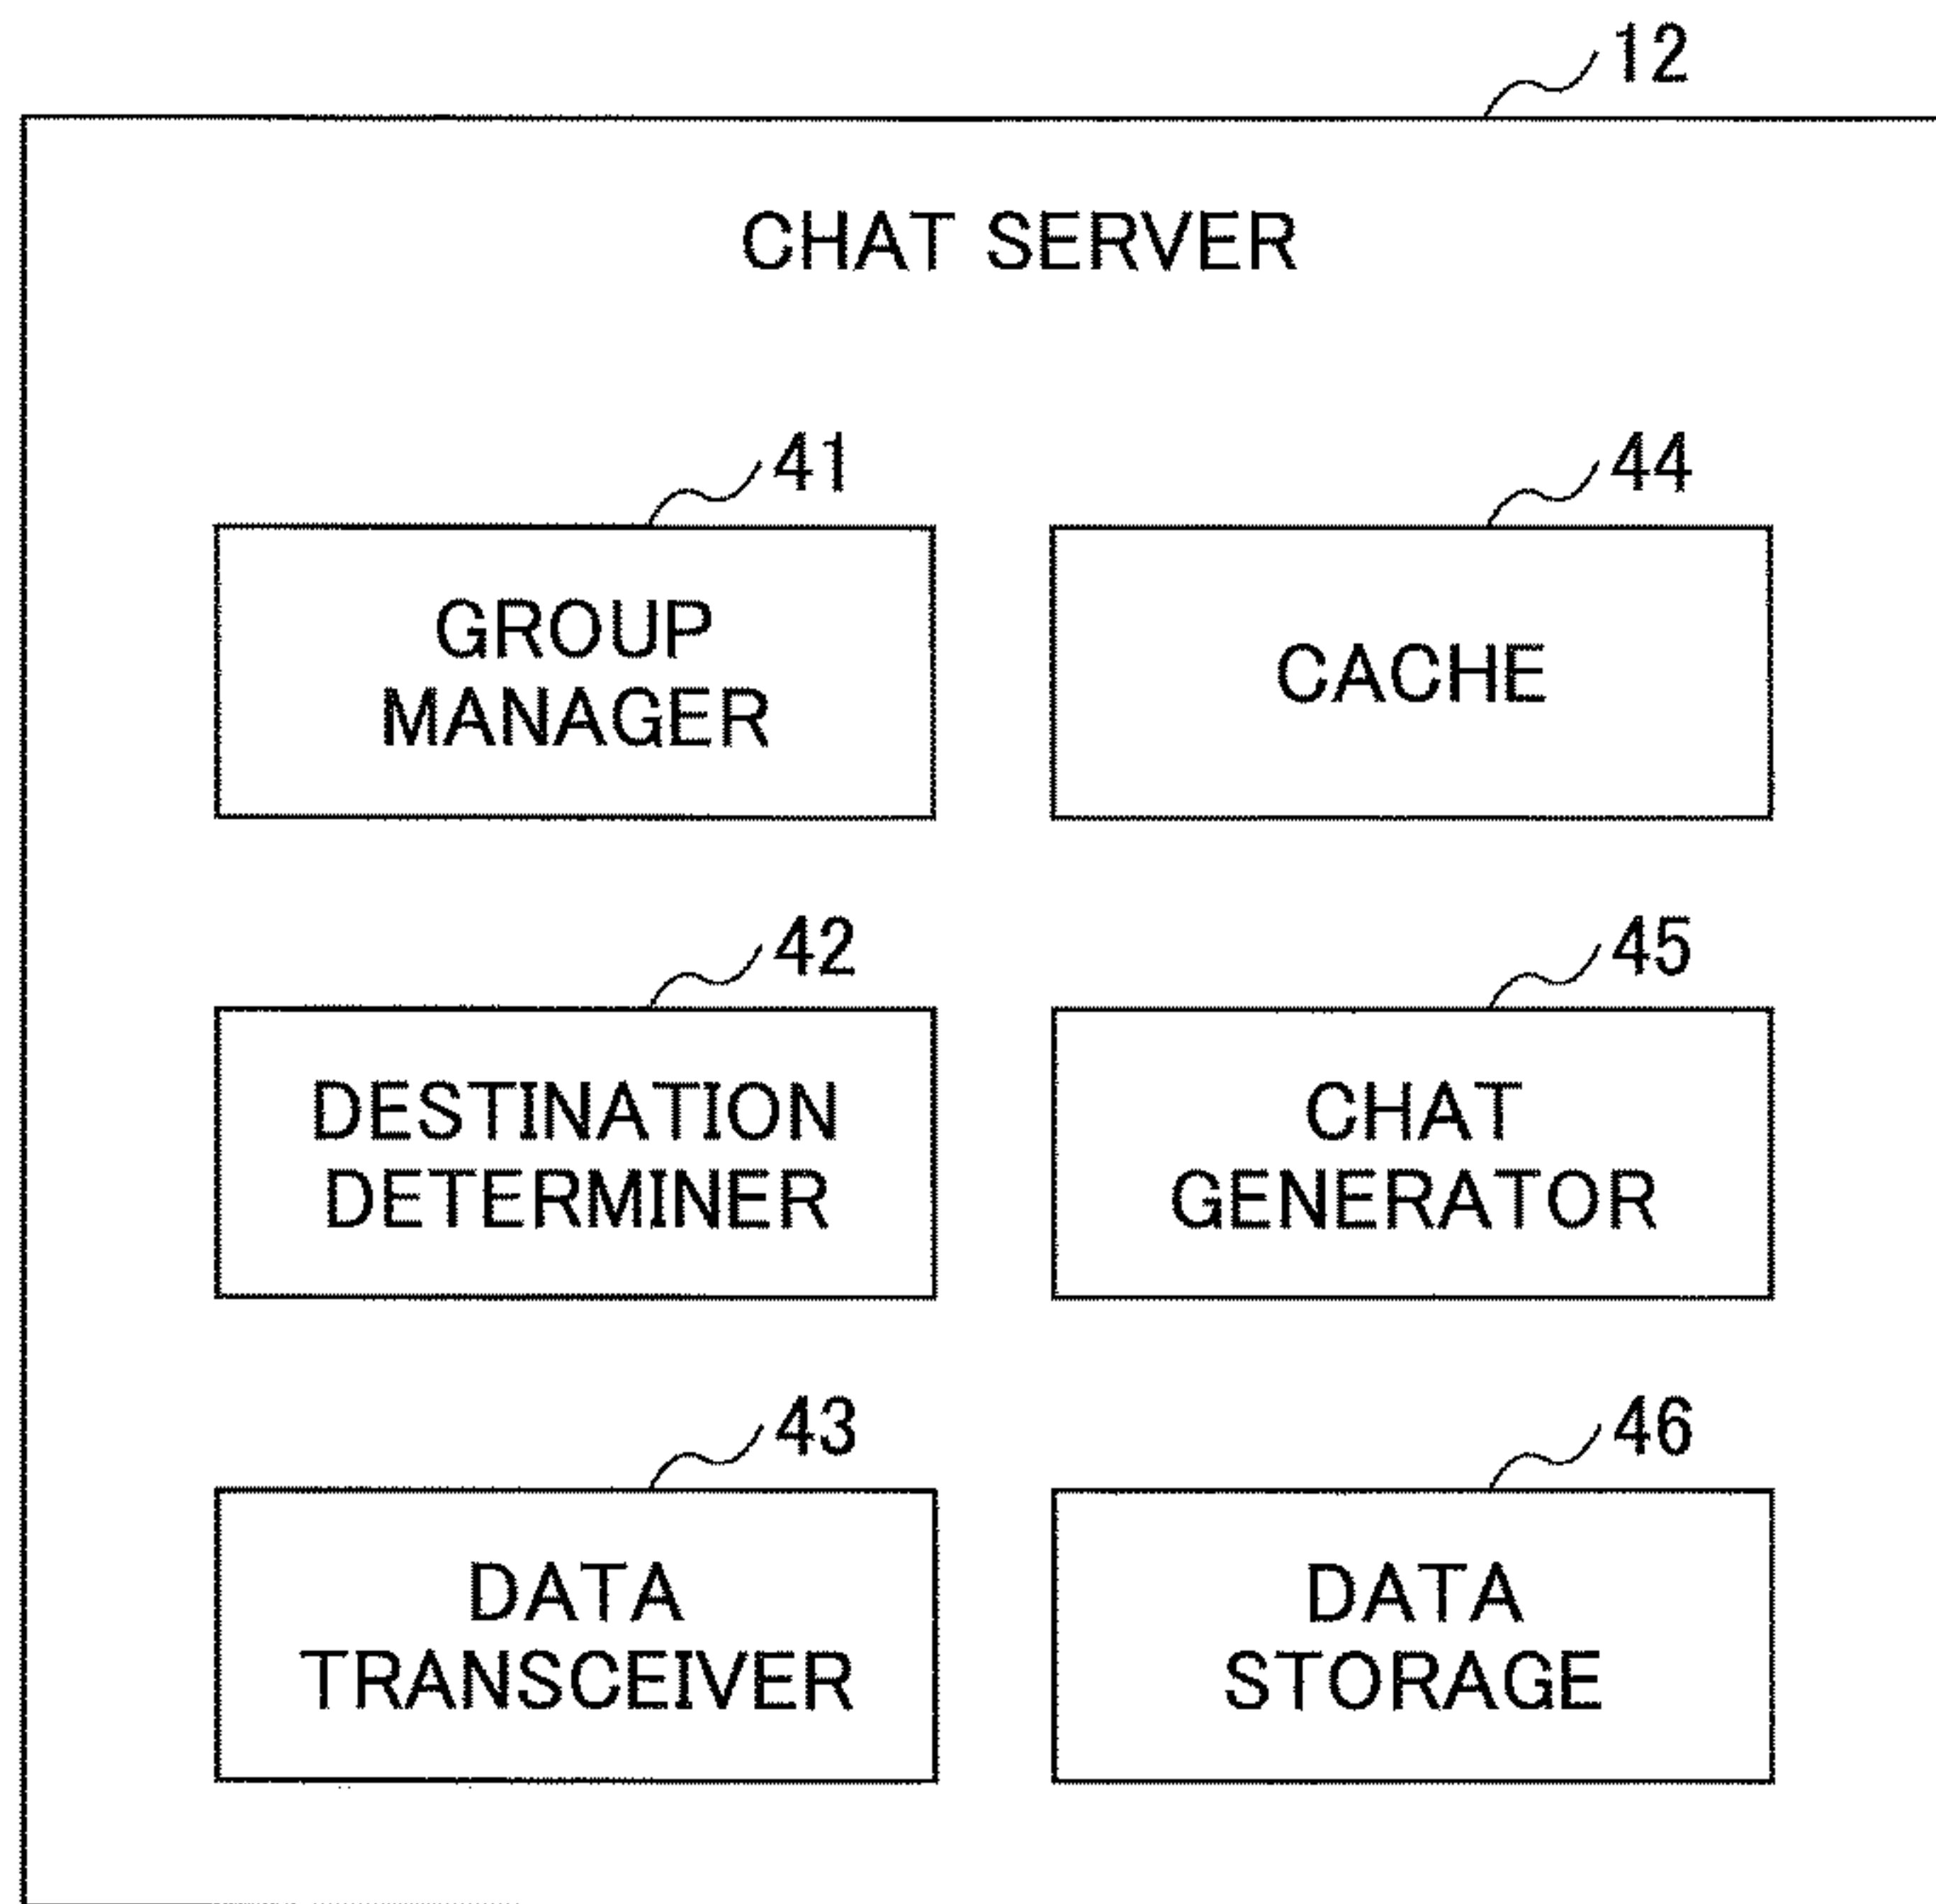 12
CHAT SERVER
41
GROUP
MANAGER
44
CACHE
42
DESTINATION
DETERMINER
45
CHAT
GENERATOR
43
DATA
TRANSCEIVER
46
DATA
STORAGE